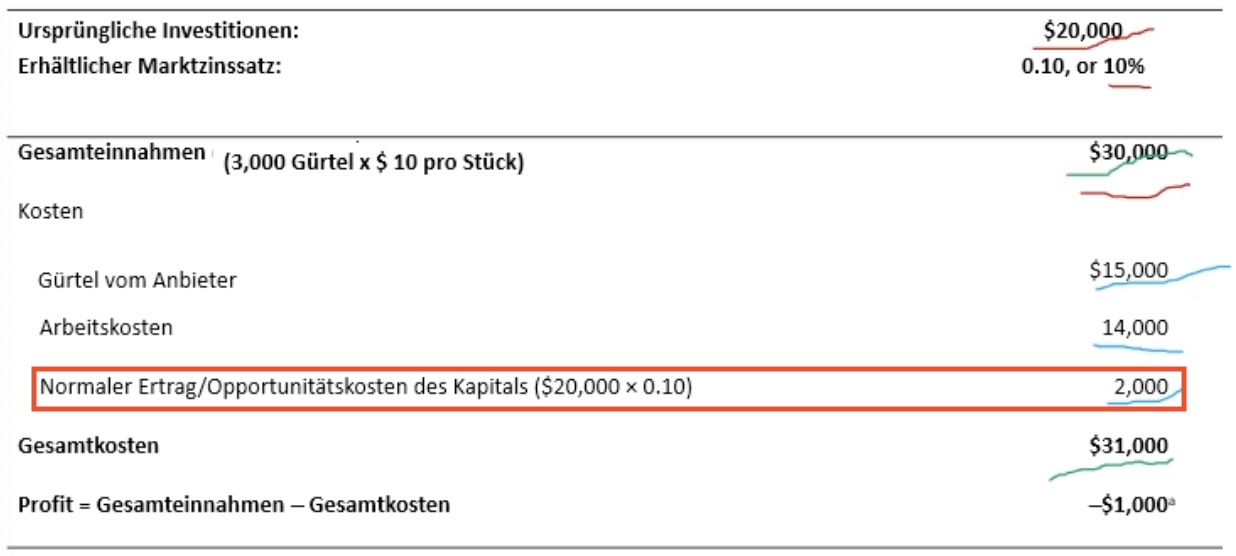 Ursprüngliche Investitionen: $20,000
Erhältlicher Marktzinssatz: 0.10, or 10%
Gesamteinnahmen (3,000 Gürtel x $ 10 pro Stück) $30,000
Kosten
Gürtel vom Anbieter $15,000
Arbeitskosten 14,000
Normaler Ertrag/Opportunitätskosten des Kapitals ($20,000 × 0.10) 2,000
Gesamtkosten $31,000
Profit = Gesamteinnahmen – Gesamtkosten –$1,000ᵃ